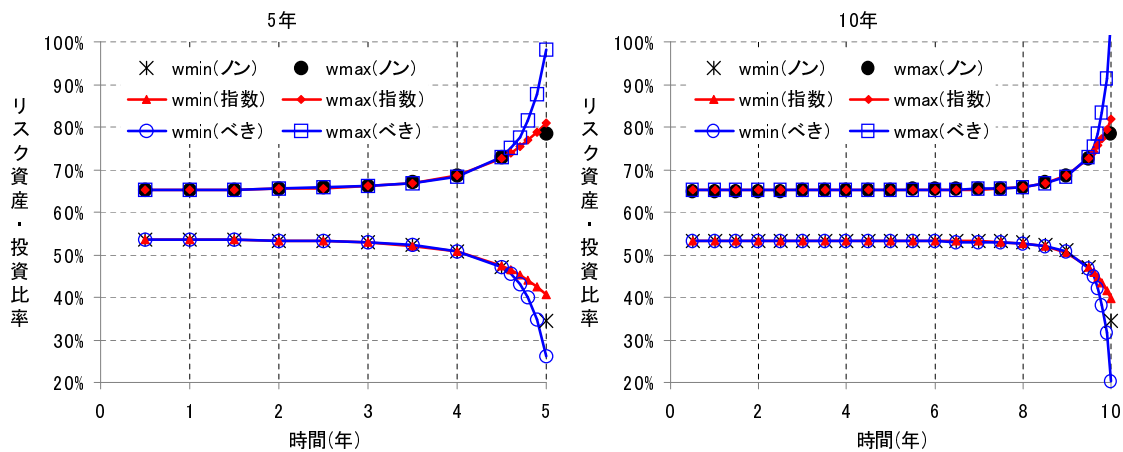 5年
100%
90%
80%
70%
60%
50%
40%
30%
20%
リスク資産・投資比率
wmin(ノン) wmax(ノン)
wmin(指数) wmax(指数)
wmin(べき) wmax(べき)
0 1 2 3 4 5
時間(年)
10年
100%
90%
80%
70%
60%
50%
40%
30%
20%
リスク資産・投資比率
wmin(ノン) wmax(ノン)
wmin(指数) wmax(指数)
wmin(べき) wmax(べき)
0 2 4 6 8 10
時間(年)